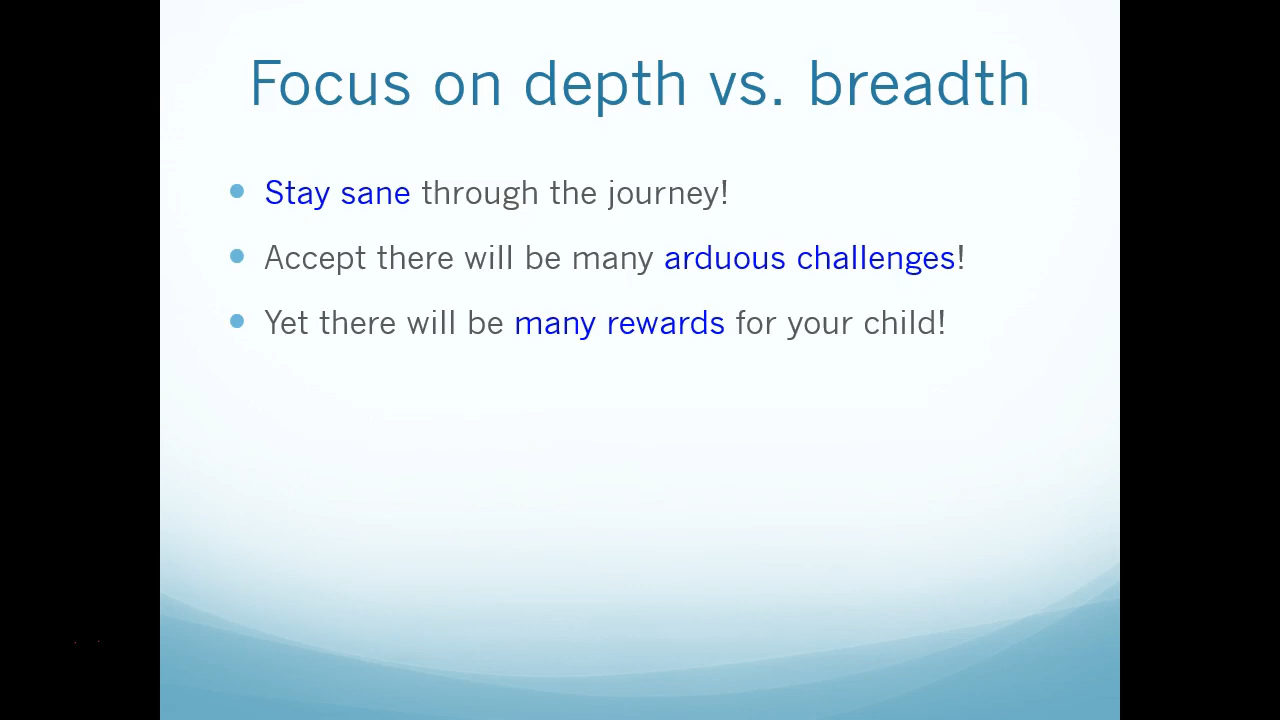 Focus on depth vs. breadth
Stay sane through the journey!
Accept there will be many arduous challenges!
Yet there will be many rewards for your child!